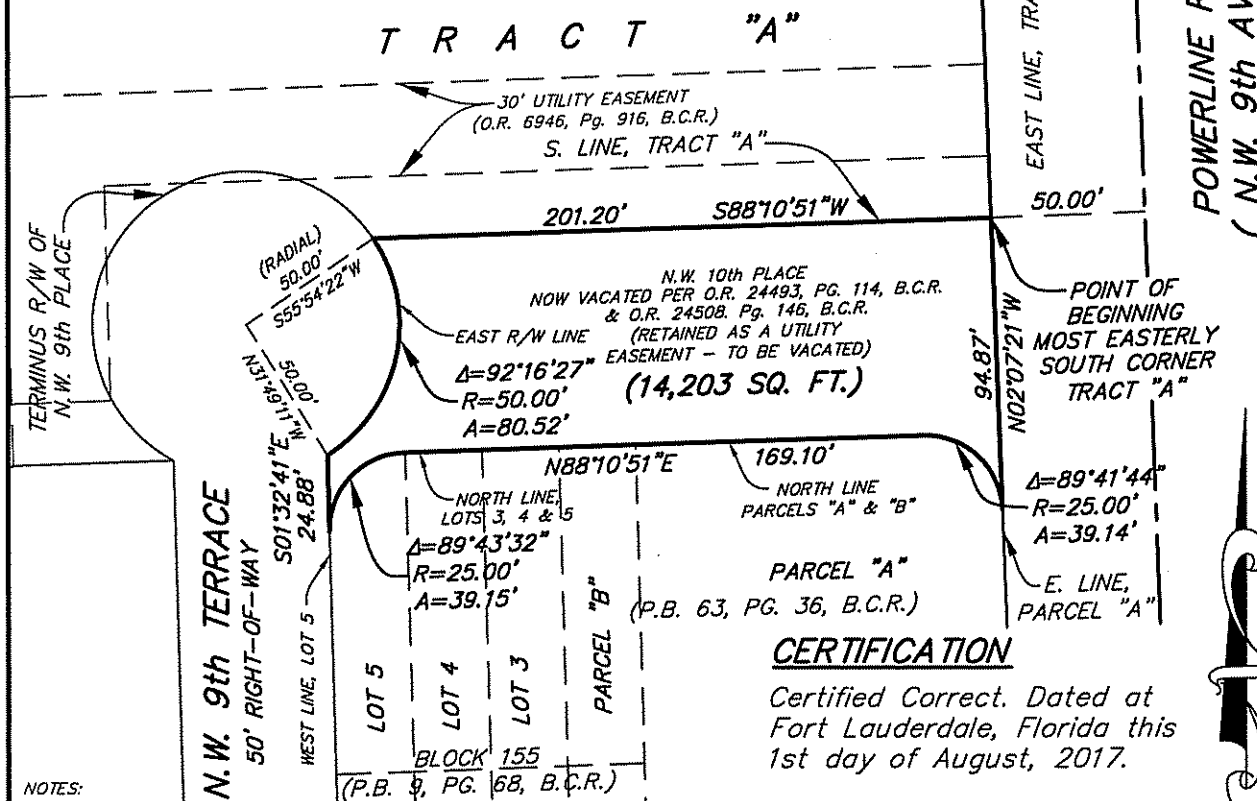 T R A C T "A"
30' UTILITY EASEMENT
(O.R. 6946, Pg. 916, B.C.R.)
S. LINE, TRACT "A"
EAST LINE, TRA
POWERLINE
( N.W. 9th AV
50.00'
201.20' S88°10'51"W
TERMINUS R/W OF
N.W. 9th PLACE
(RADIAL)
50.00'
S55°54'22"W
50.00'
N31°49'11"W
N.W. 10th PLACE
NOW VACATED PER O.R. 24493, PG. 114, B.C.R.
& O.R. 24508. Pg. 146, B.C.R.
(RETAINED AS A UTILITY
EASEMENT - TO BE VACATED)
(14,203 SQ. FT.)
EAST R/W LINE
Δ=92°16'27"
R=50.00'
A=80.52'
POINT OF
BEGINNING
MOST EASTERLY
SOUTH CORNER
TRACT "A"
94.87'
N02°07'21"W
S01°32'41"E
24.88'
N88°10'51"E
169.10'
NORTH LINE,
LOTS 3, 4 & 5
NORTH LINE
PARCELS "A" & "B"
Δ=89°43'32"
R=25.00'
A=39.15'
Δ=89°41'44"
R=25.00'
A=39.14'
N.W. 9th TERRACE
50' RIGHT-OF-WAY
WEST LINE, LOT 5
LOT 5
LOT 4
LOT 3
PARCEL "B"
PARCEL "A"
(P.B. 63, PG. 36, B.C.R.)
E. LINE,
PARCEL "A"
BLOCK 155
(P.B. 9, PG. 68, B.C.R.)
CERTIFICATION
Certified Correct. Dated at
Fort Lauderdale, Florida this
1st day of August, 2017.
NOTES: